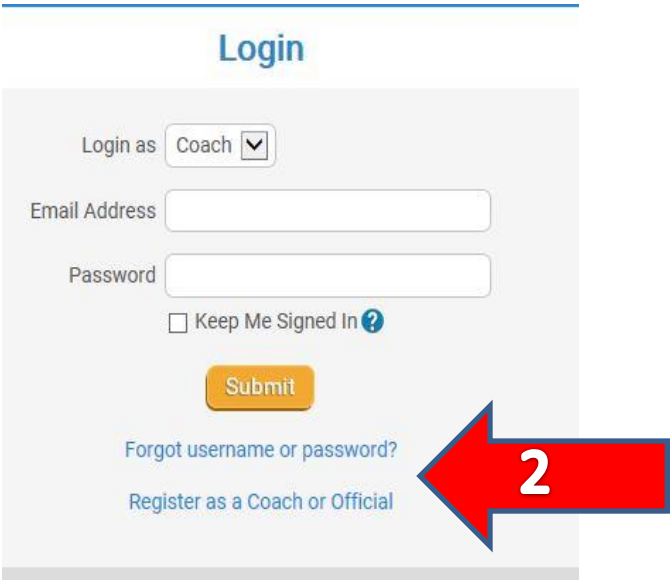 Login
Login as Coach
Email Address
Password
Keep Me Signed In ?
Submit
Forgot username or password?
2
Register as a Coach or Official